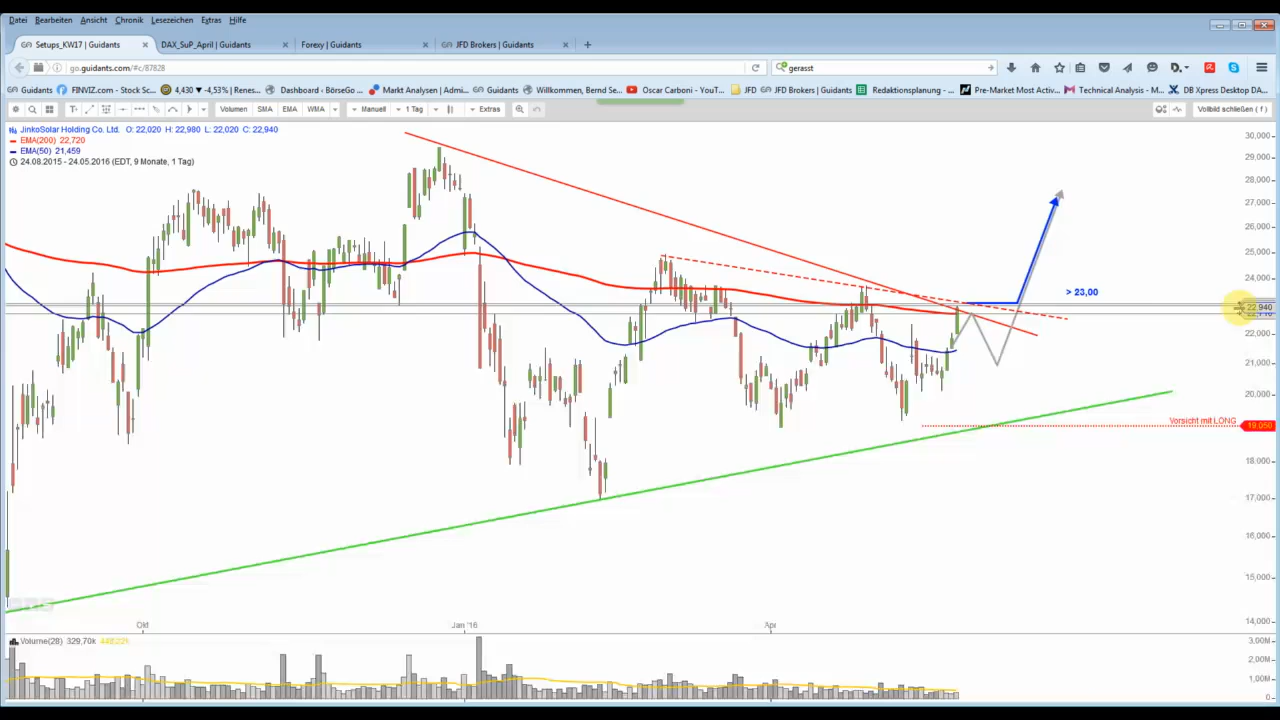 Datei Bearbeiten Ansicht Chronik Lesezeichen Extras Hilfe
Setups_KW17 | Guidants × DAX_SuP_April | Guidants × Forexy | Guidants × JFD Brokers | Guidants × +
go.guidants.com/#c/87828 gerasst
Guidants FINVIZ.com - Stock Sc... 4,430 ▼ -4,53% [Renes... Dashboard ‹ BörseGo ... Markt Analysen | Admi... Guidants Willkommen, Bernd Se... Oscar Carboni - YouT... JFD JFD Brokers | Guidants Redaktionsplanung - ... Pre-Market Most Activ... Technical Analysis - M... DB Xpress Desktop DA...
Volumen SMA EMA WMA Manuell 1 Tag Extras Vollbild schließen ( f )
JinkoSolar Holding Co. Ltd. O: 22,020 H: 22,980 L: 22,020 C: 22,940
EMA(200) 22,720
EMA(50) 21,459
24.08.2015 - 24.05.2016 (EDT, 9 Monate, 1 Tag)
30,000
29,000
28,000
27,000
26,000
25,000
24,000
> 23,00
22,940
22,000
21,000
20,000
Vorsicht mit LONG
19,050
18,000
17,000
16,000
15,000
14,000
Okt Jan '16 Apr
Volume(28) 329,70k
3,00M
2,00M
1,00M
0